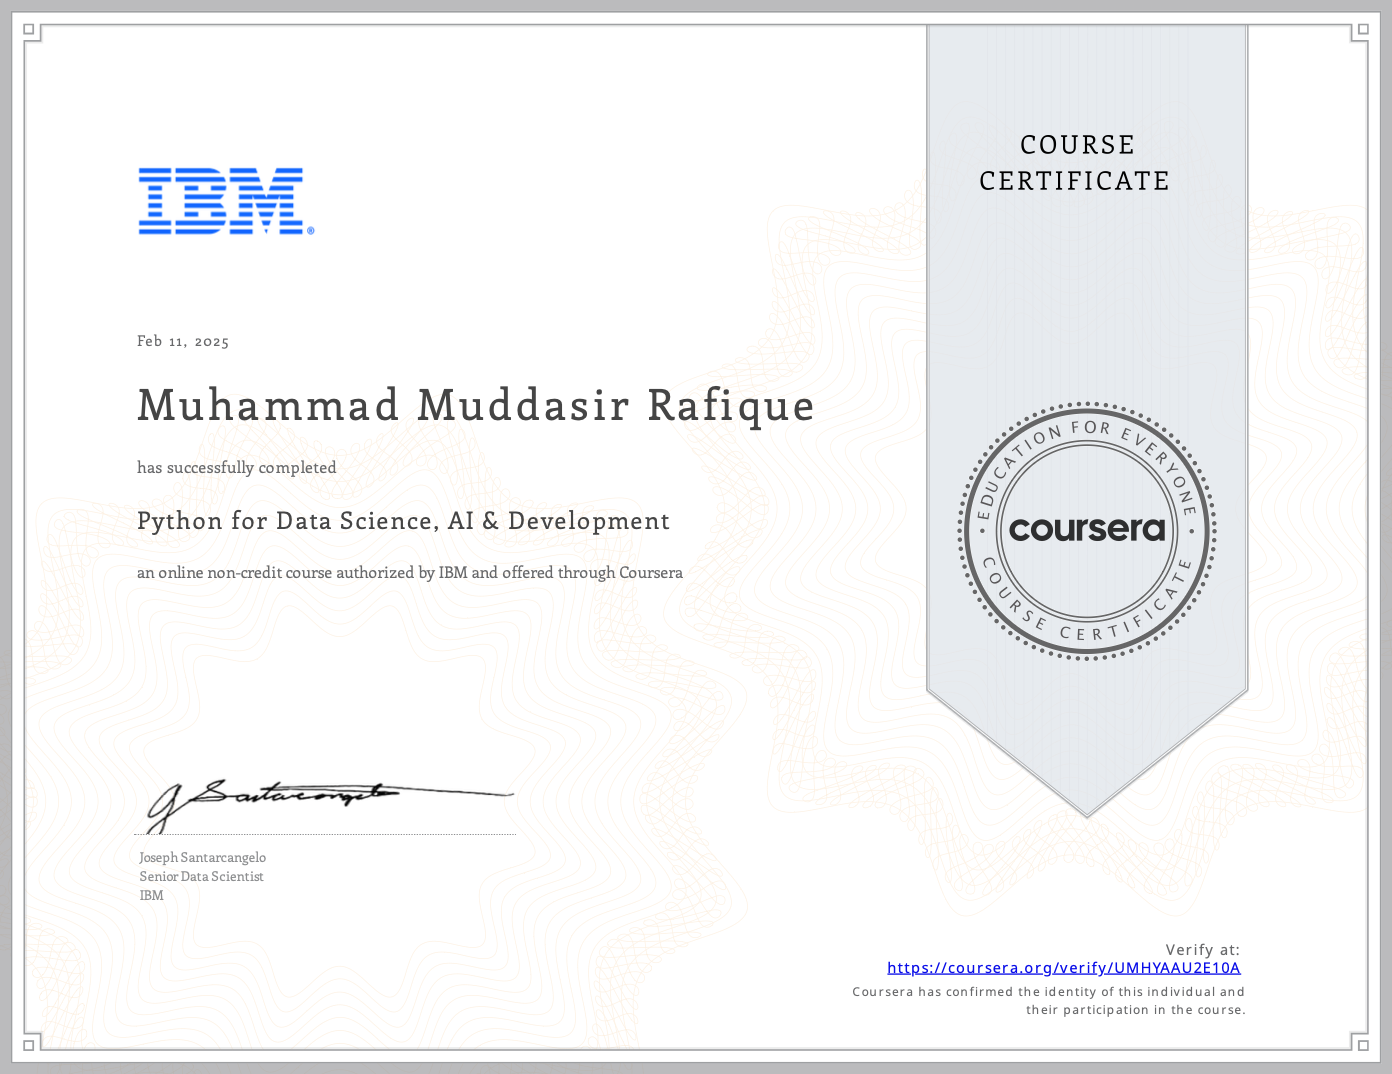 COURSE
CERTIFICATE
IBM®
Feb 11, 2025
Muhammad Muddasir Rafique
has successfully completed
Python for Data Science, AI & Development
an online non-credit course authorized by IBM and offered through Coursera
EDUCATION FOR EVERYONE
coursera
COURSE CERTIFICATE
J Santarcangelo
Joseph Santarcangelo
Senior Data Scientist
IBM
Verify at:
https://coursera.org/verify/UMHYAAU2E10A
Coursera has confirmed the identity of this individual and
their participation in the course.